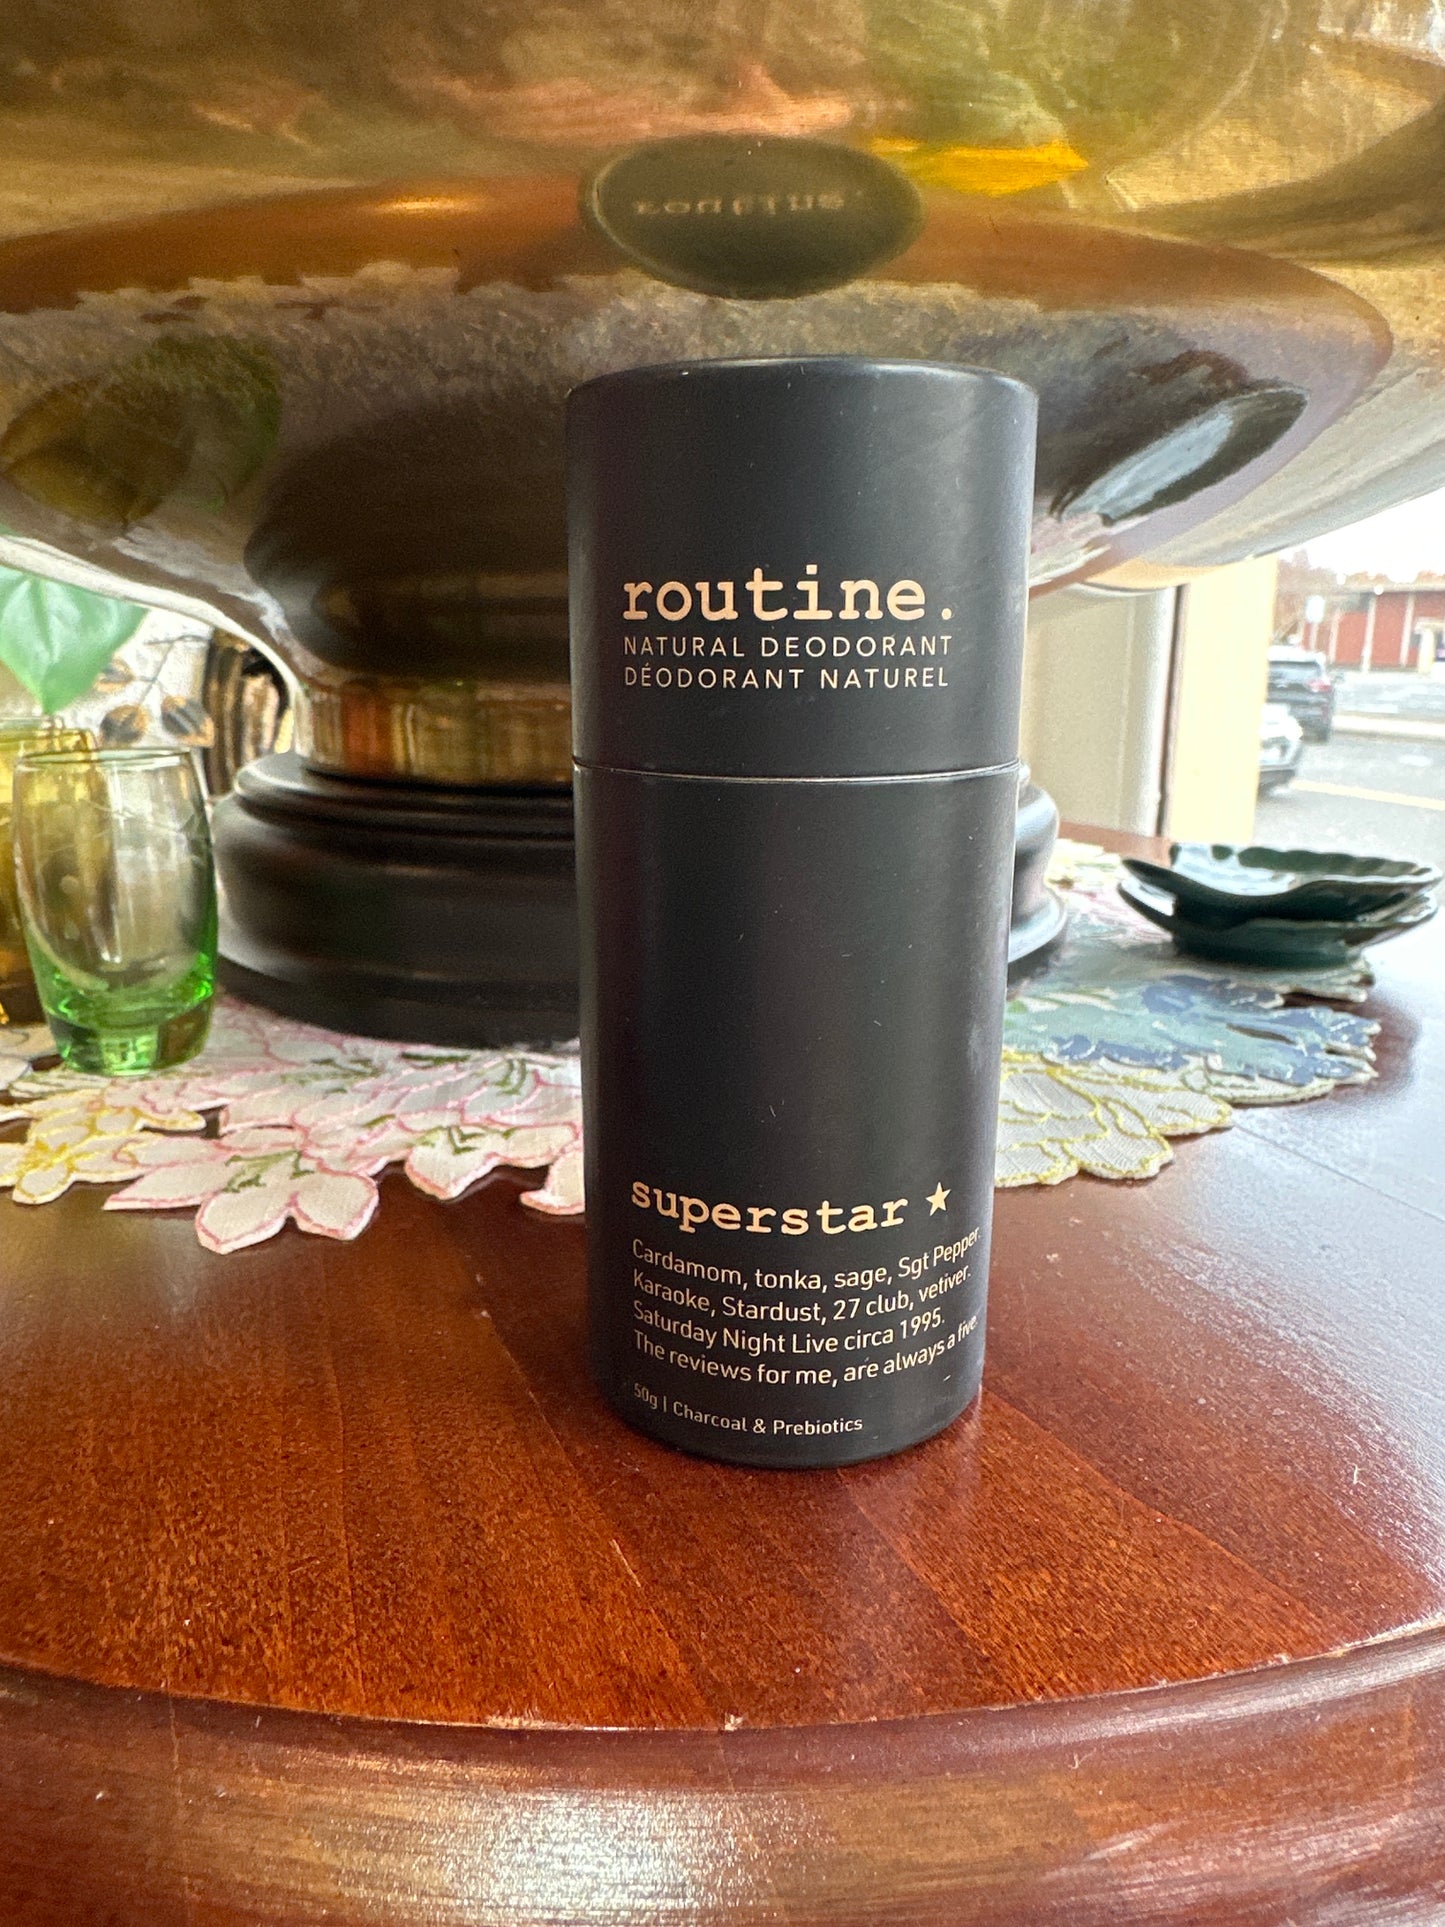 routine.
NATURAL DEODORANT
DÉODORANT NATUREL
superstar ★
Cardamom, tonka, sage, Sgt Pepper.
Karaoke, Stardust, 27 club, vetiver.
Saturday Night Live circa 1995.
The reviews for me, are always a five.
50g | Charcoal & Prebiotics